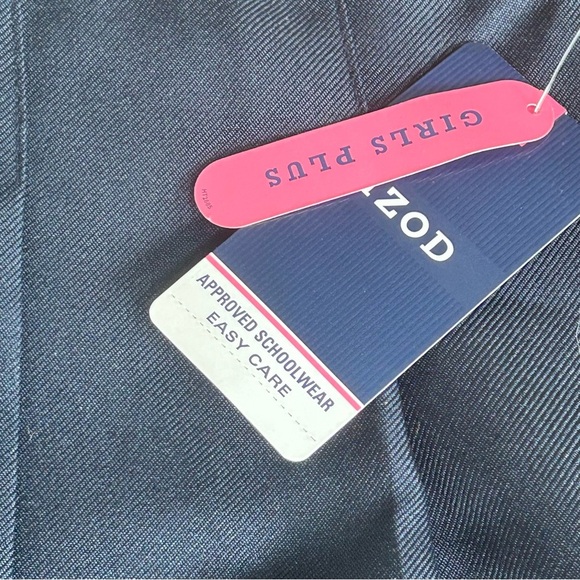 GIRLS PLUS
IZOD
APPROVED SCHOOLWEAR
EASY CARE